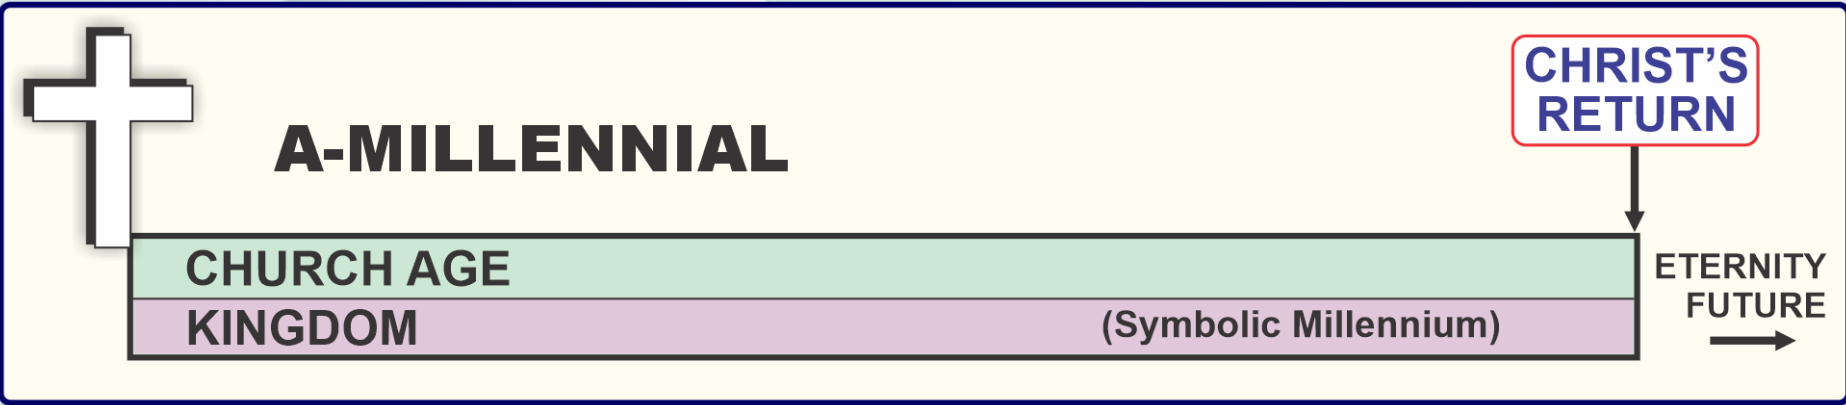 A-MILLENNIAL
CHRIST’S
RETURN
CHURCH AGE
KINGDOM (Symbolic Millennium)
ETERNITY
FUTURE